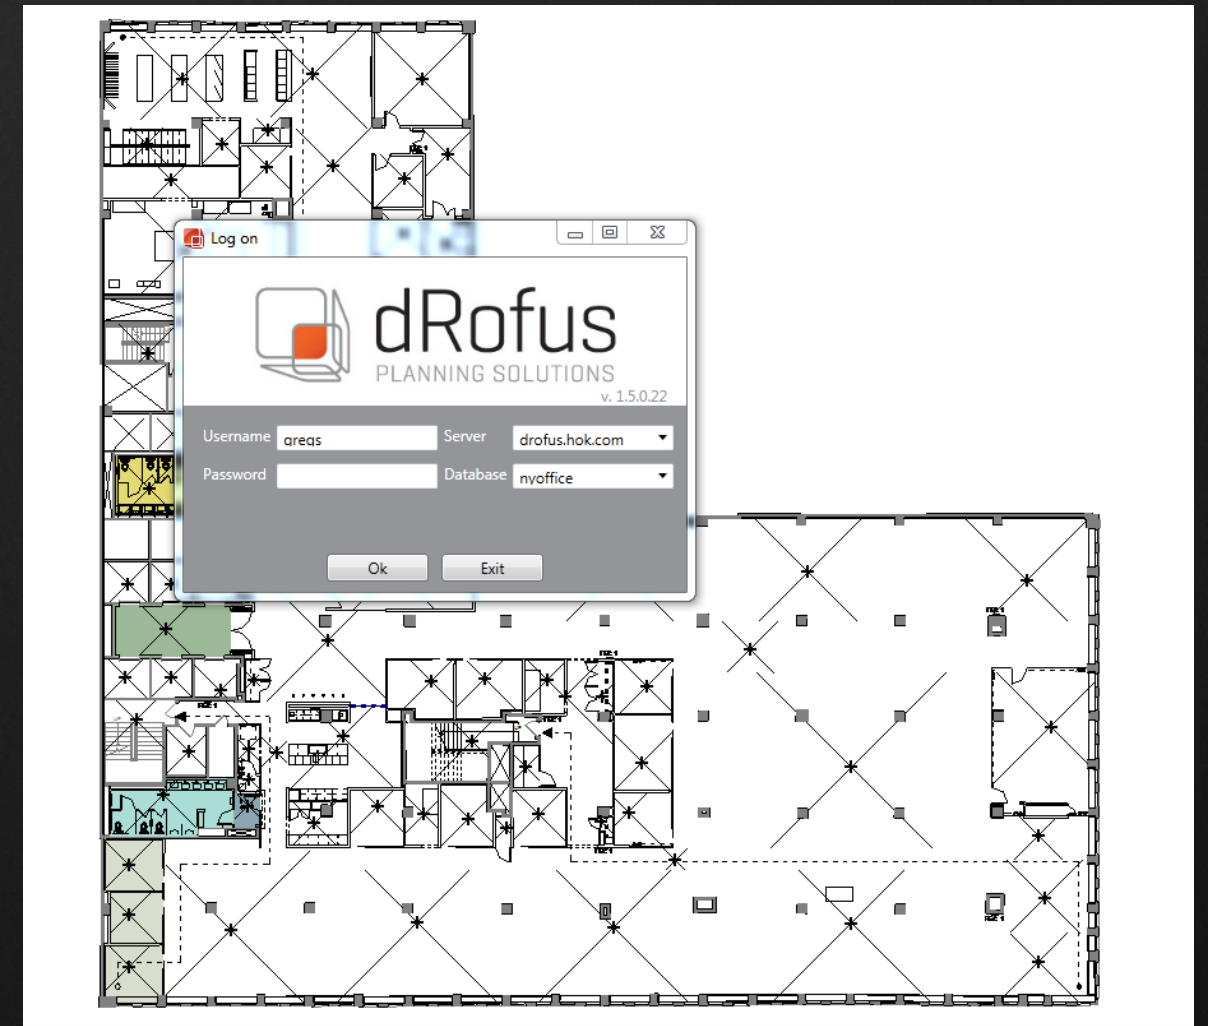 Log on
dRofus
PLANNING SOLUTIONS
v. 1.5.0.22
Username gregs Server drofus.hok.com
Password Database nyoffice
Ok Exit